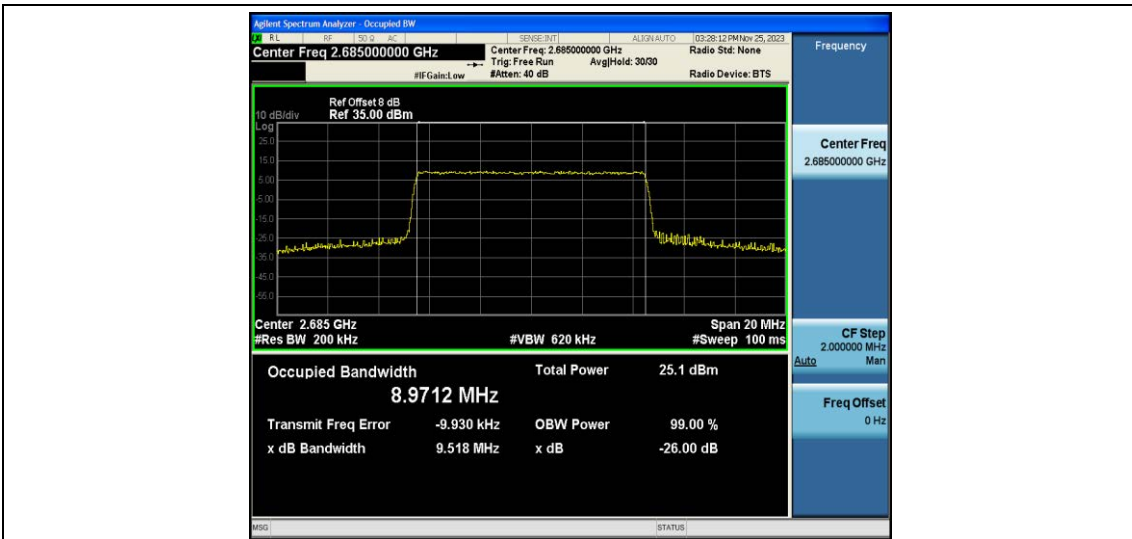 Agilent Spectrum Analyzer - Occupied BW
RL RF 50 Ω AC SENSE:INT ALIGN AUTO 03:28:12 PM Nov 25, 2023
Center Freq 2.685000000 GHz Center Freq: 2.685000000 GHz Radio Std: None
Trig: Free Run Avg|Hold: 30/30
#IFGain:Low #Atten: 40 dB Radio Device: BTS
Frequency
Ref Offset 8 dB
10 dB/div Ref 35.00 dBm
Log
25.0
15.0
5.00
-5.00
-15.0
-25.0
-35.0
-45.0
-55.0
Center 2.685 GHz Span 20 MHz
#Res BW 200 kHz #VBW 620 kHz #Sweep 100 ms
Occupied Bandwidth Total Power 25.1 dBm
8.9712 MHz
Transmit Freq Error -9.930 kHz OBW Power 99.00 %
x dB Bandwidth 9.518 MHz x dB -26.00 dB
Center Freq
2.685000000 GHz
CF Step
2.000000 MHz
Auto Man
Freq Offset
0 Hz
MSG STATUS